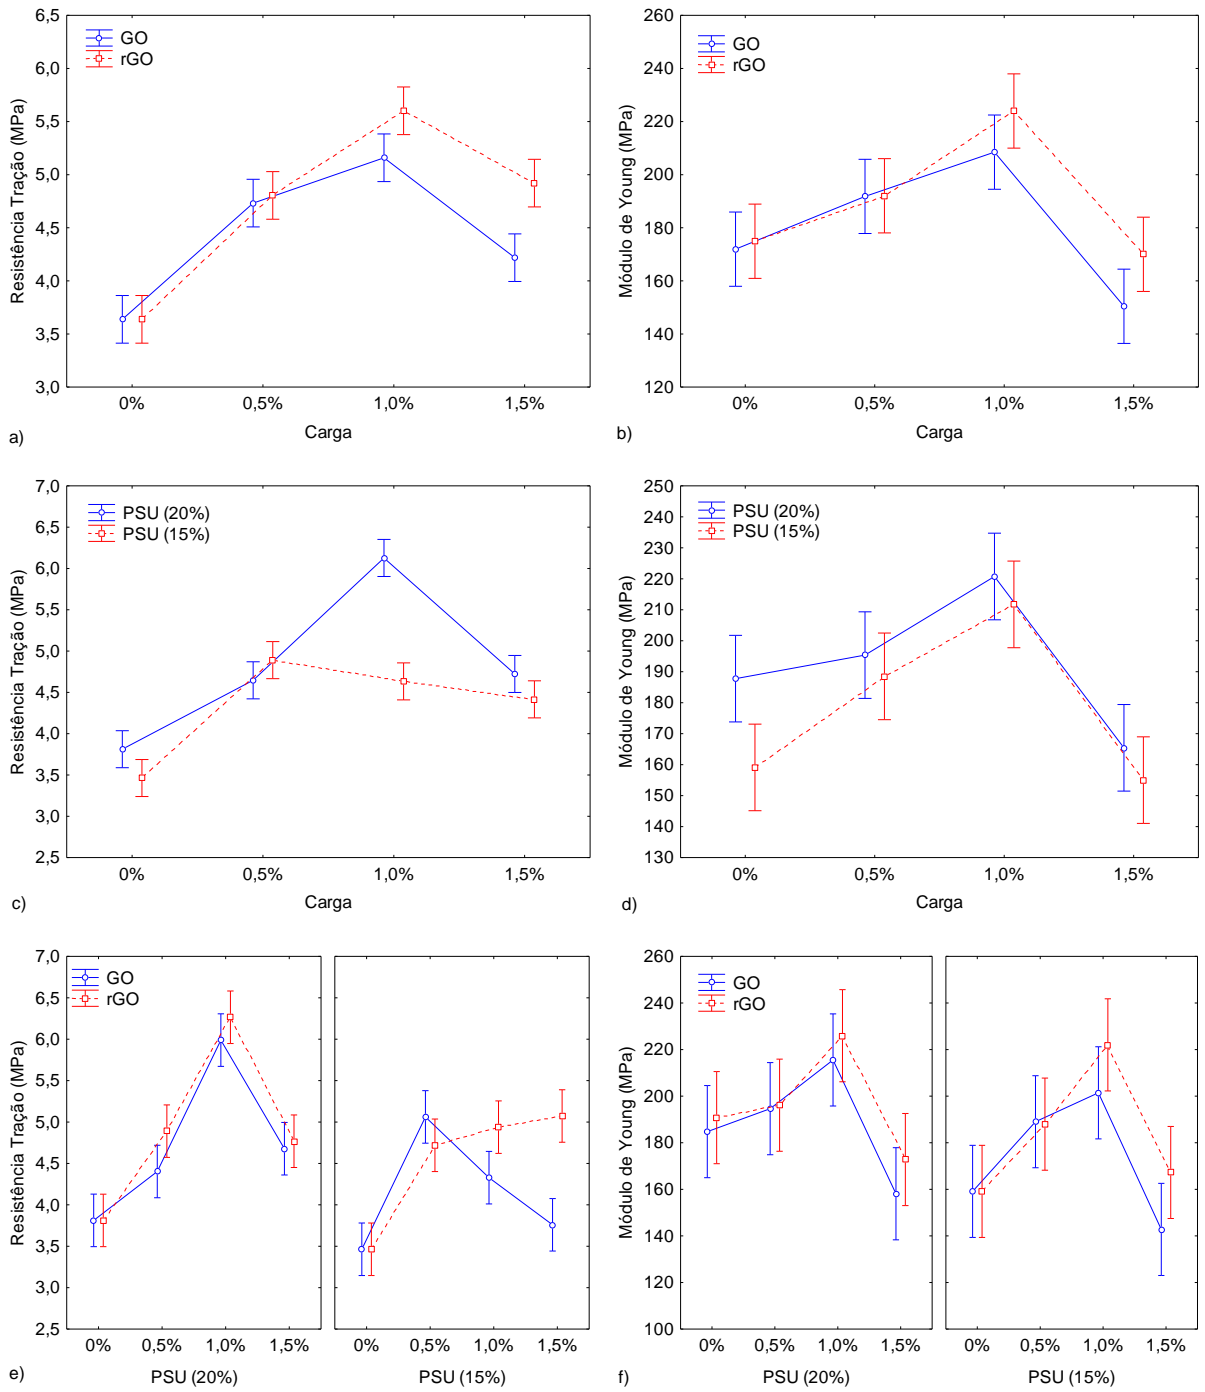 6,5
6,0
5,5
5,0
4,5
4,0
3,5
3,0
Resistência Tração (MPa)
GO
rGO
0% 0,5% 1,0% 1,5%
Carga
a)
260
240
220
200
180
160
140
120
Módulo de Young (MPa)
GO
rGO
0% 0,5% 1,0% 1,5%
Carga
b)
7,0
6,5
6,0
5,5
5,0
4,5
4,0
3,5
3,0
2,5
Resistência Tração (MPa)
PSU (20%)
PSU (15%)
0% 0,5% 1,0% 1,5%
Carga
c)
250
240
230
220
210
200
190
180
170
160
150
140
130
Módulo de Young (MPa)
PSU (20%)
PSU (15%)
0% 0,5% 1,0% 1,5%
Carga
d)
7,0
6,5
6,0
5,5
5,0
4,5
4,0
3,5
3,0
2,5
Resistência Tração (MPa)
GO
rGO
0% 0,5% 1,0% 1,5%
PSU (20%)
0% 0,5% 1,0% 1,5%
PSU (15%)
e)
260
240
220
200
180
160
140
120
100
Módulo de Young (MPa)
GO
rGO
0% 0,5% 1,0% 1,5%
PSU (20%)
0% 0,5% 1,0% 1,5%
PSU (15%)
f)